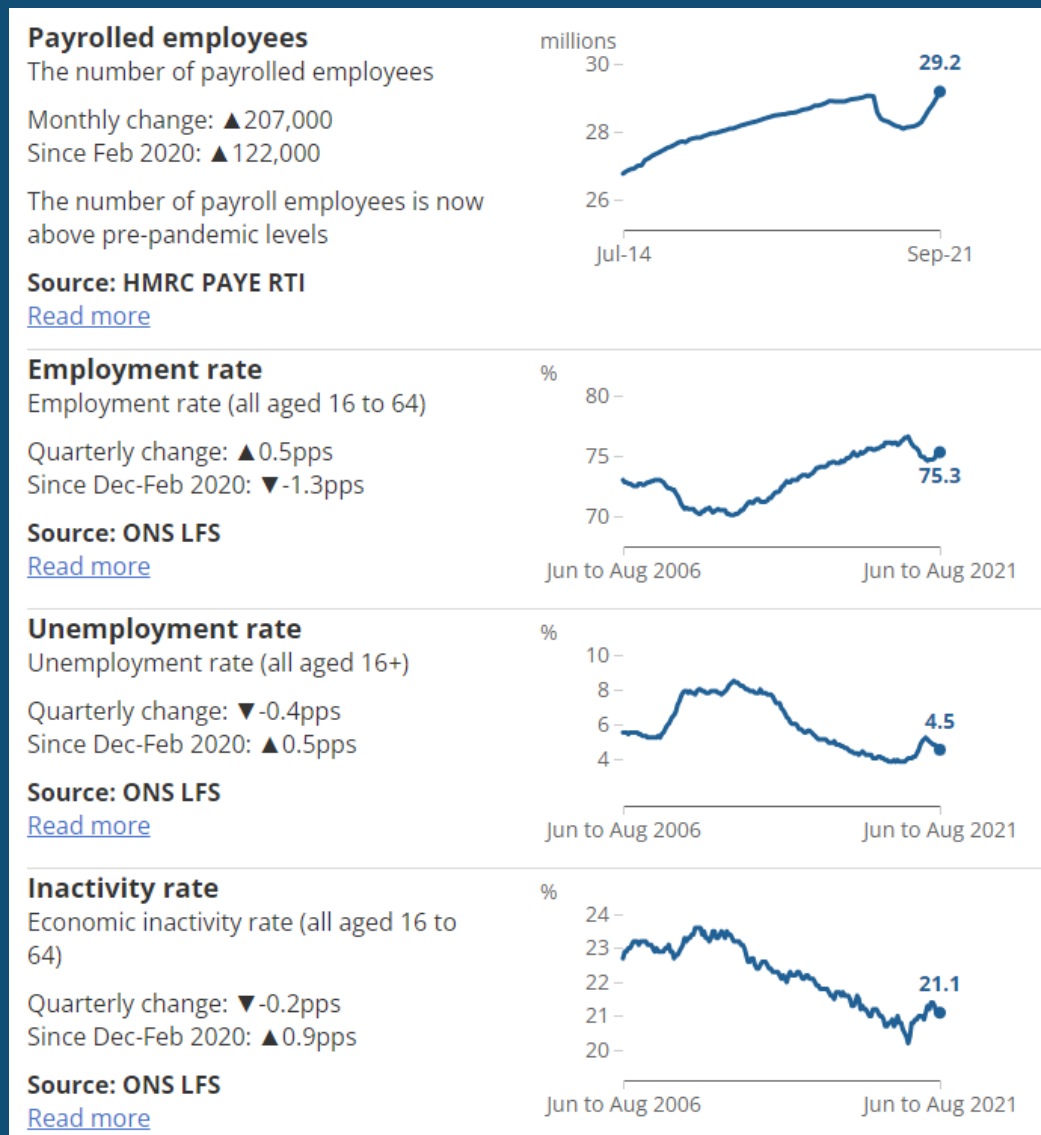 Payrolled employees
The number of payrolled employees
Monthly change: ▲207,000
Since Feb 2020: ▲122,000
The number of payroll employees is now
above pre-pandemic levels
Source: HMRC PAYE RTI
Read more
millions
30
28
26
29.2
Jul-14
Sep-21
Employment rate
Employment rate (all aged 16 to 64)
Quarterly change: ▲0.5pps
Since Dec-Feb 2020: ▼-1.3pps
Source: ONS LFS
Read more
%
80
75
70
75.3
Jun to Aug 2006
Jun to Aug 2021
Unemployment rate
Unemployment rate (all aged 16+)
Quarterly change: ▼-0.4pps
Since Dec-Feb 2020: ▲0.5pps
Source: ONS LFS
Read more
%
10
8
6
4
4.5
Jun to Aug 2006
Jun to Aug 2021
Inactivity rate
Economic inactivity rate (all aged 16 to
64)
Quarterly change: ▼-0.2pps
Since Dec-Feb 2020: ▲0.9pps
Source: ONS LFS
Read more
%
24
23
22
21
20
21.1
Jun to Aug 2006
Jun to Aug 2021